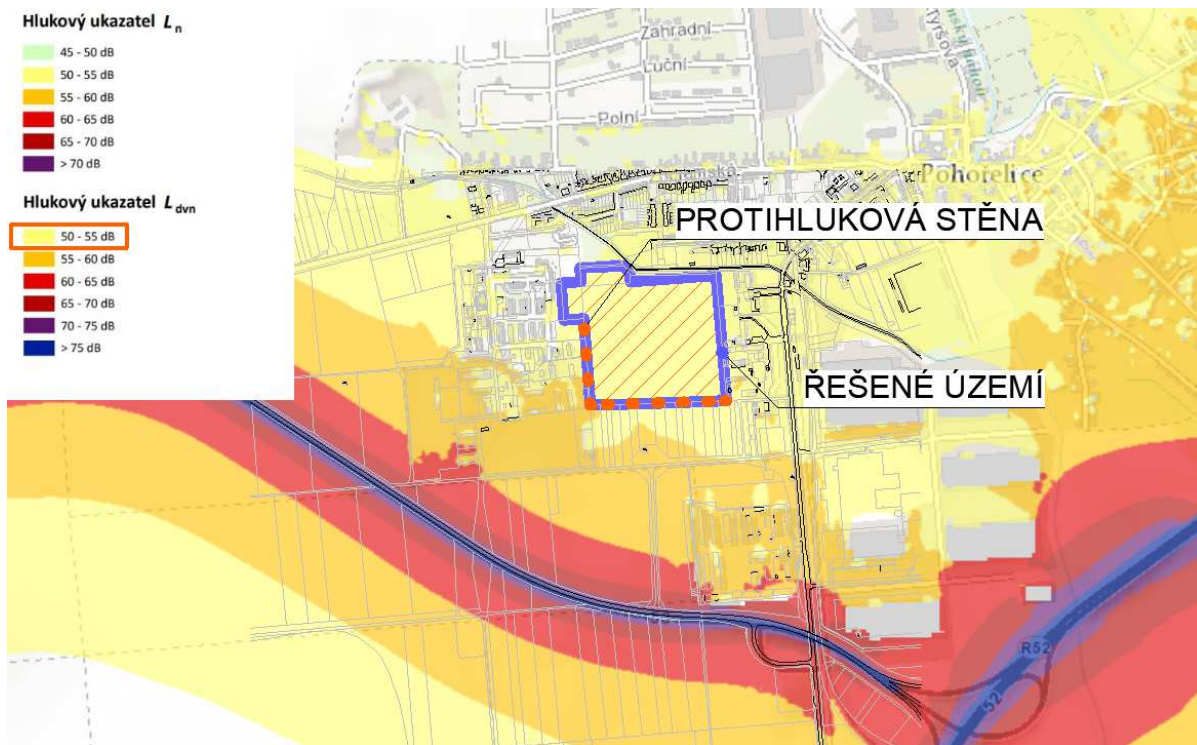 Hlukový ukazatel Ln
45 - 50 dB
50 - 55 dB
55 - 60 dB
60 - 65 dB
65 - 70 dB
> 70 dB
Hlukový ukazatel Ldvn
50 - 55 dB
55 - 60 dB
60 - 65 dB
65 - 70 dB
70 - 75 dB
> 75 dB
Zahradní
Tyršova
Luční
Polní
Pohořelice
PROTIHLUKOVÁ STĚNA
ŘEŠENÉ ÚZEMÍ
R52
52